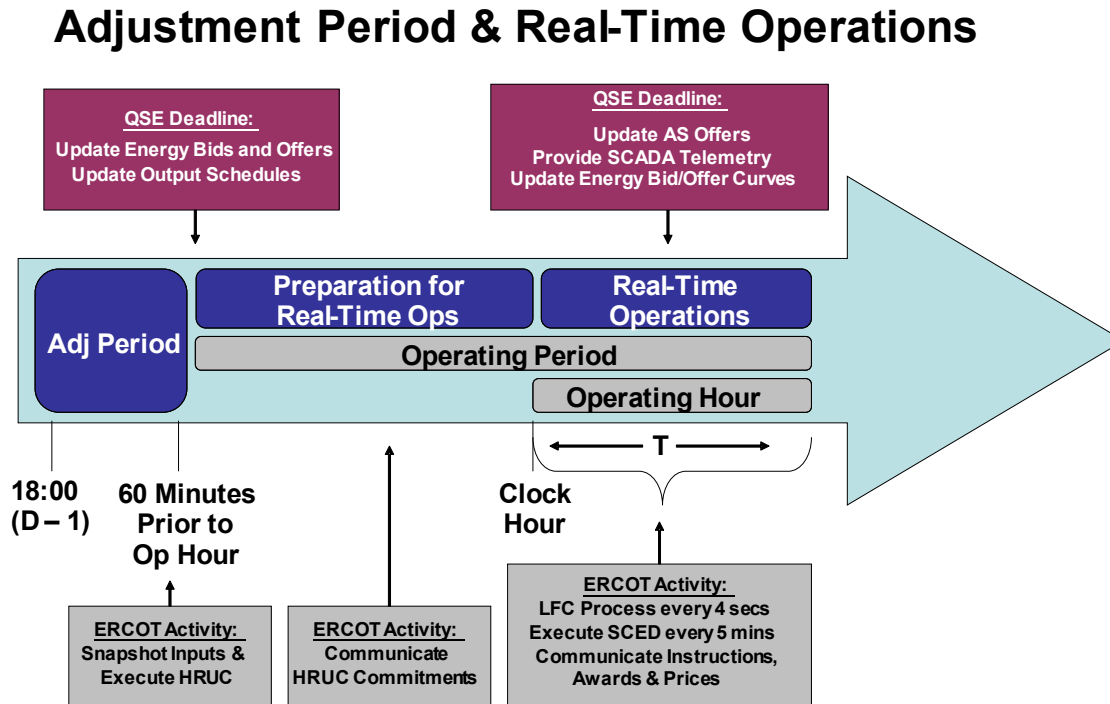 Adjustment Period & Real-Time Operations
QSE Deadline:
Update Energy Bids and Offers
Update Output Schedules
QSE Deadline:
Update AS Offers
Provide SCADA Telemetry
Update Energy Bid/Offer Curves
Adj Period
Preparation for
Real-Time Ops
Real-Time
Operations
Operating Period
Operating Hour
T
18:00
(D – 1)
60 Minutes
Prior to
Op Hour
Clock
Hour
ERCOT Activity:
Snapshot Inputs &
Execute HRUC
ERCOT Activity:
Communicate
HRUC Commitments
ERCOT Activity:
LFC Process every 4 secs
Execute SCED every 5 mins
Communicate Instructions,
Awards & Prices